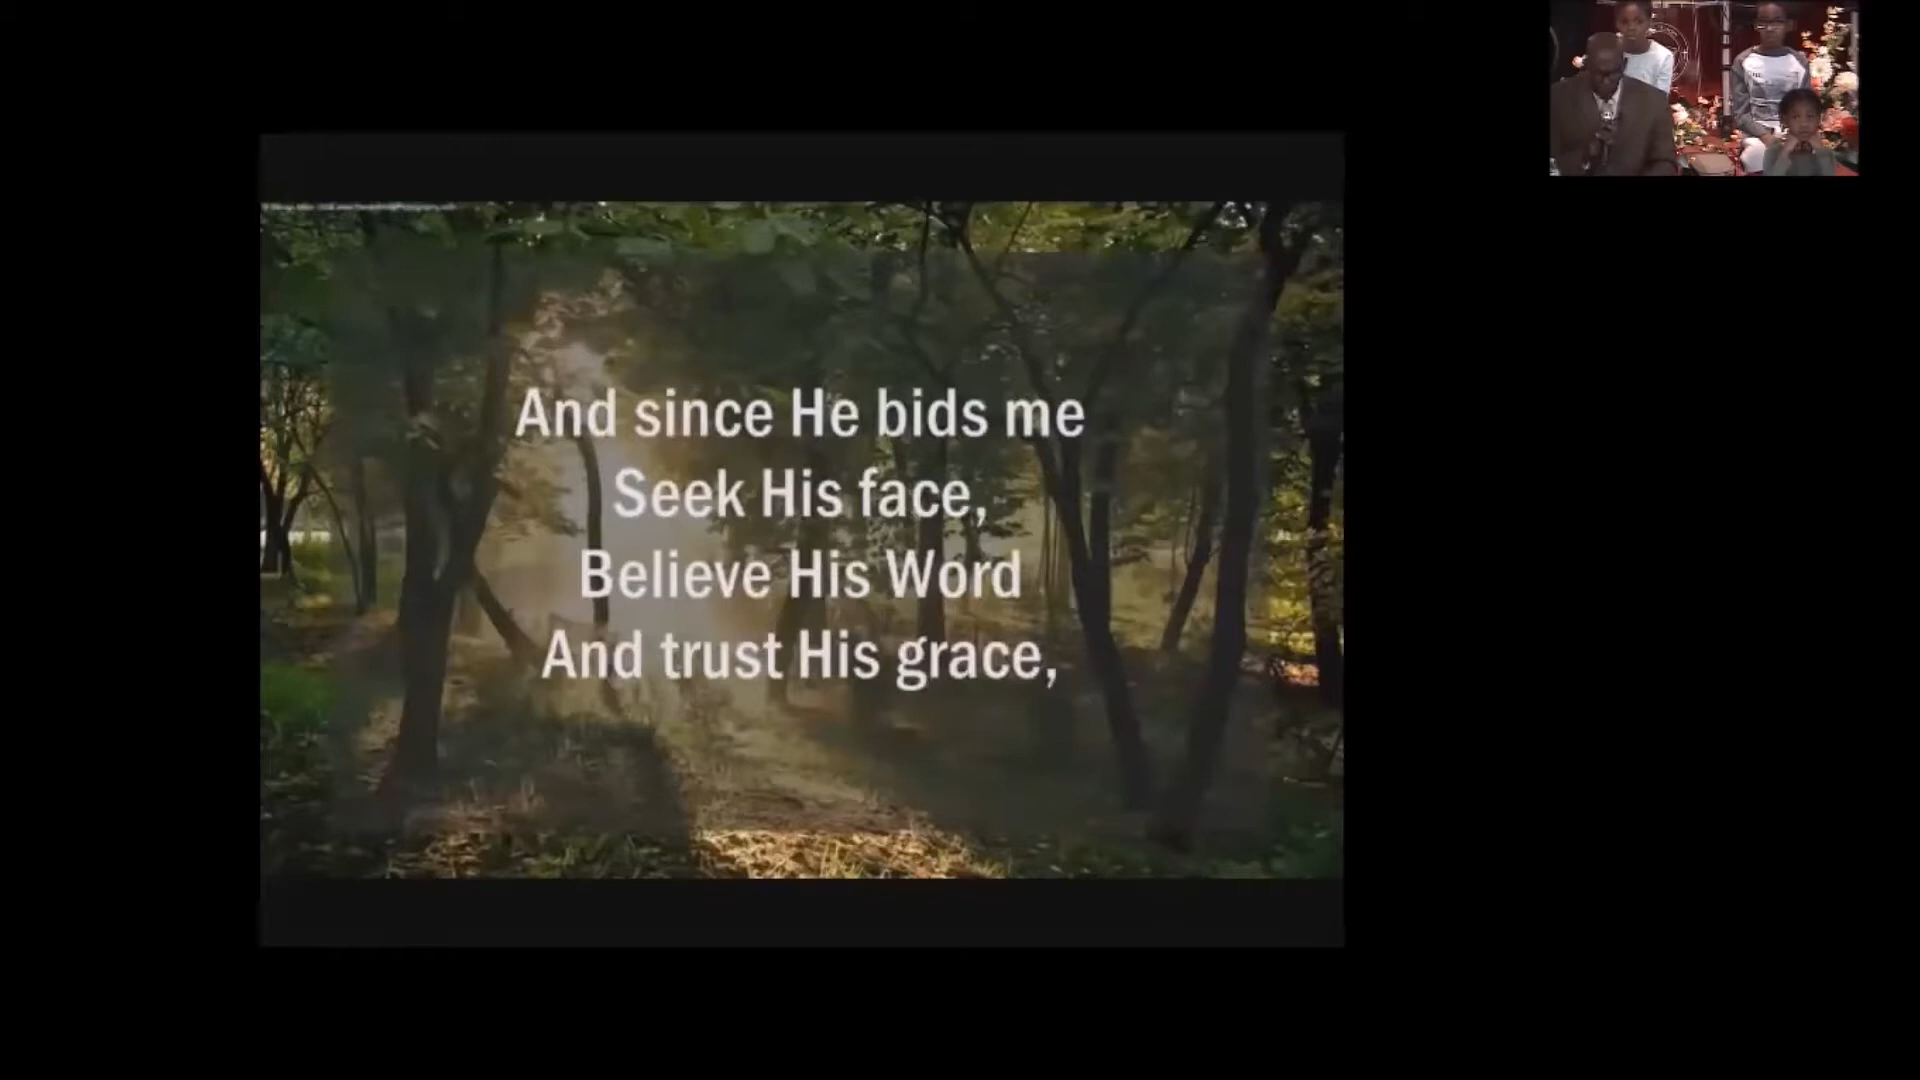 And since He bids me
Seek His face,
Believe His Word
And trust His grace,